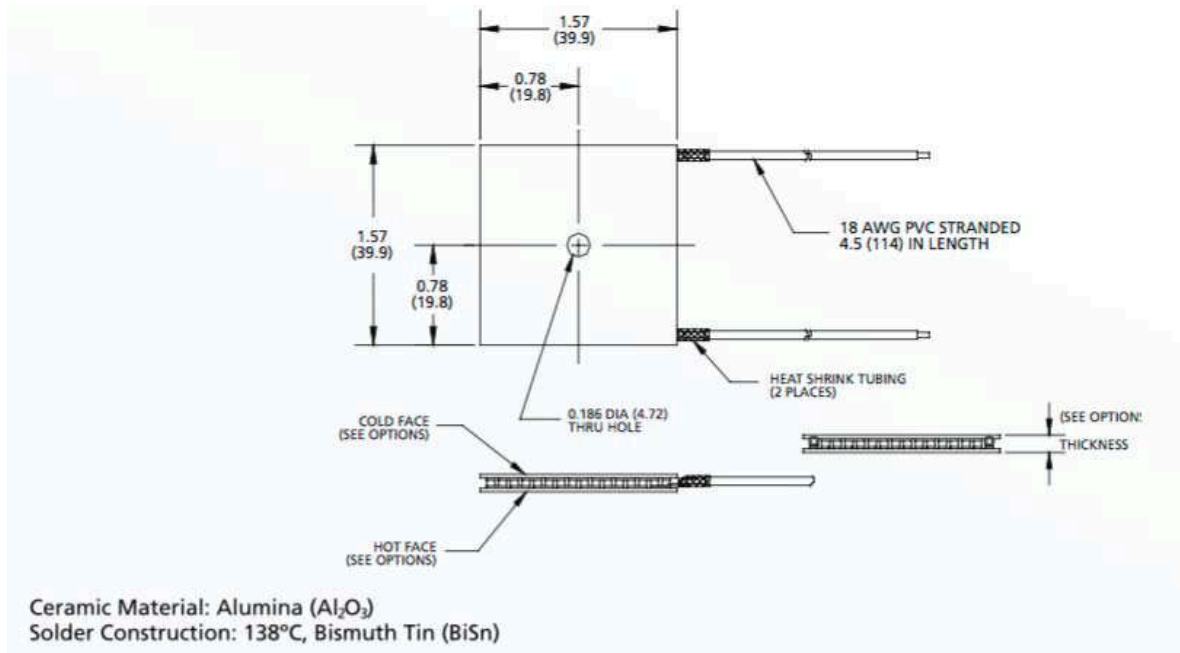 1.57
(39.9)
0.78
(19.8)
1.57
(39.9)
0.78
(19.8)
18 AWG PVC STRANDED
4.5 (114) IN LENGTH
HEAT SHRINK TUBING
(2 PLACES)
0.186 DIA (4.72)
THRU HOLE
COLD FACE
(SEE OPTIONS)
(SEE OPTION
THICKNESS
HOT FACE
(SEE OPTIONS)
Ceramic Material: Alumina (Al₂O₃)
Solder Construction: 138ºC, Bismuth Tin (BiSn)